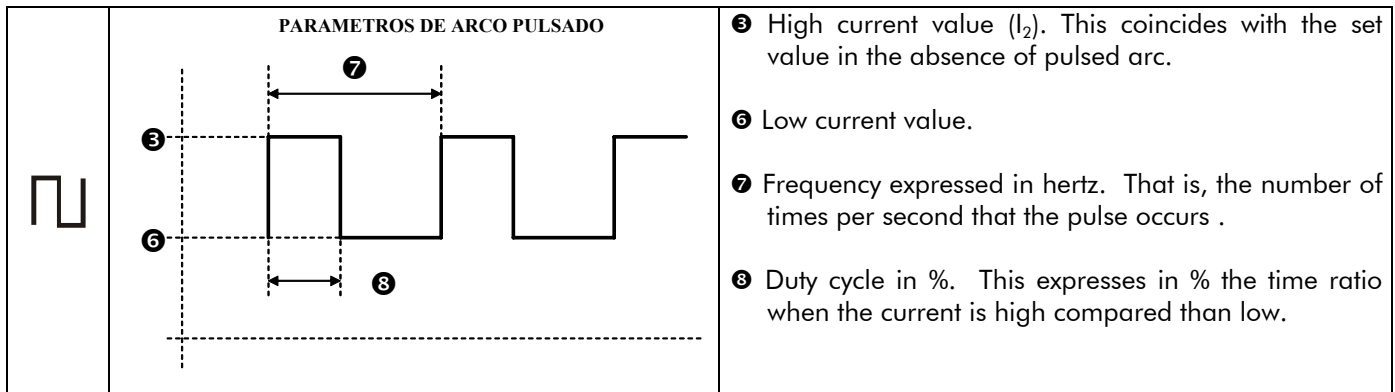 PARAMETROS DE ARCO PULSADO
❼
❸
❻
❽
❸ High current value (I₂). This coincides with the set
value in the absence of pulsed arc.
❻ Low current value.
❼ Frequency expressed in hertz. That is, the number of
times per second that the pulse occurs .
❽ Duty cycle in %. This expresses in % the time ratio
when the current is high compared than low.